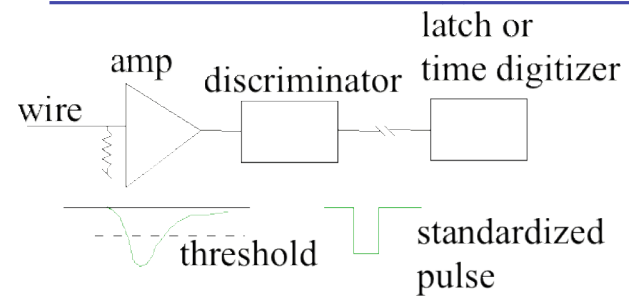 latch or
time digitizer
amp
discriminator
wire
threshold
standardized
pulse